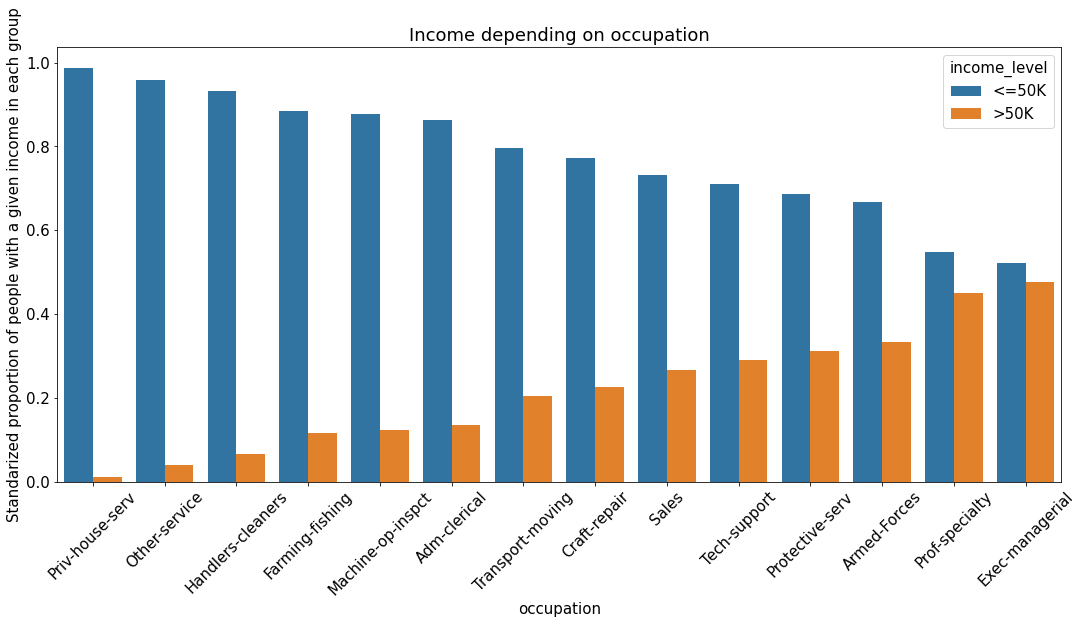 Income depending on occupation
Standarized proportion of people with a given income in each group
1.0
0.8
0.6
0.4
0.2
0.0
income_level
<=50K
>50K
Priv-house-serv
Other-service
Handlers-cleaners
Farming-fishing
Machine-op-inspct
Adm-clerical
Transport-moving
Craft-repair
Sales
Tech-support
Protective-serv
Armed-Forces
Prof-specialty
Exec-managerial
occupation